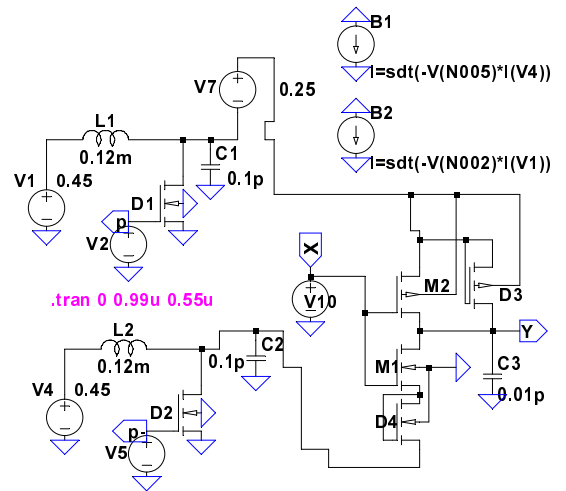 B1
I=sdt(-V(N005)*I(V4))
V7
0.25
L1
0.12m
B2
I=sdt(-V(N002)*I(V1))
C1
0.1p
V1
0.45
D1
p
V2
X
V10
M2
D3
.tran 0 0.99u 0.55u
L2
0.12m
C2
0.1p
Y
M1
C3
0.01p
V4
0.45
D2
D4
p-
V5